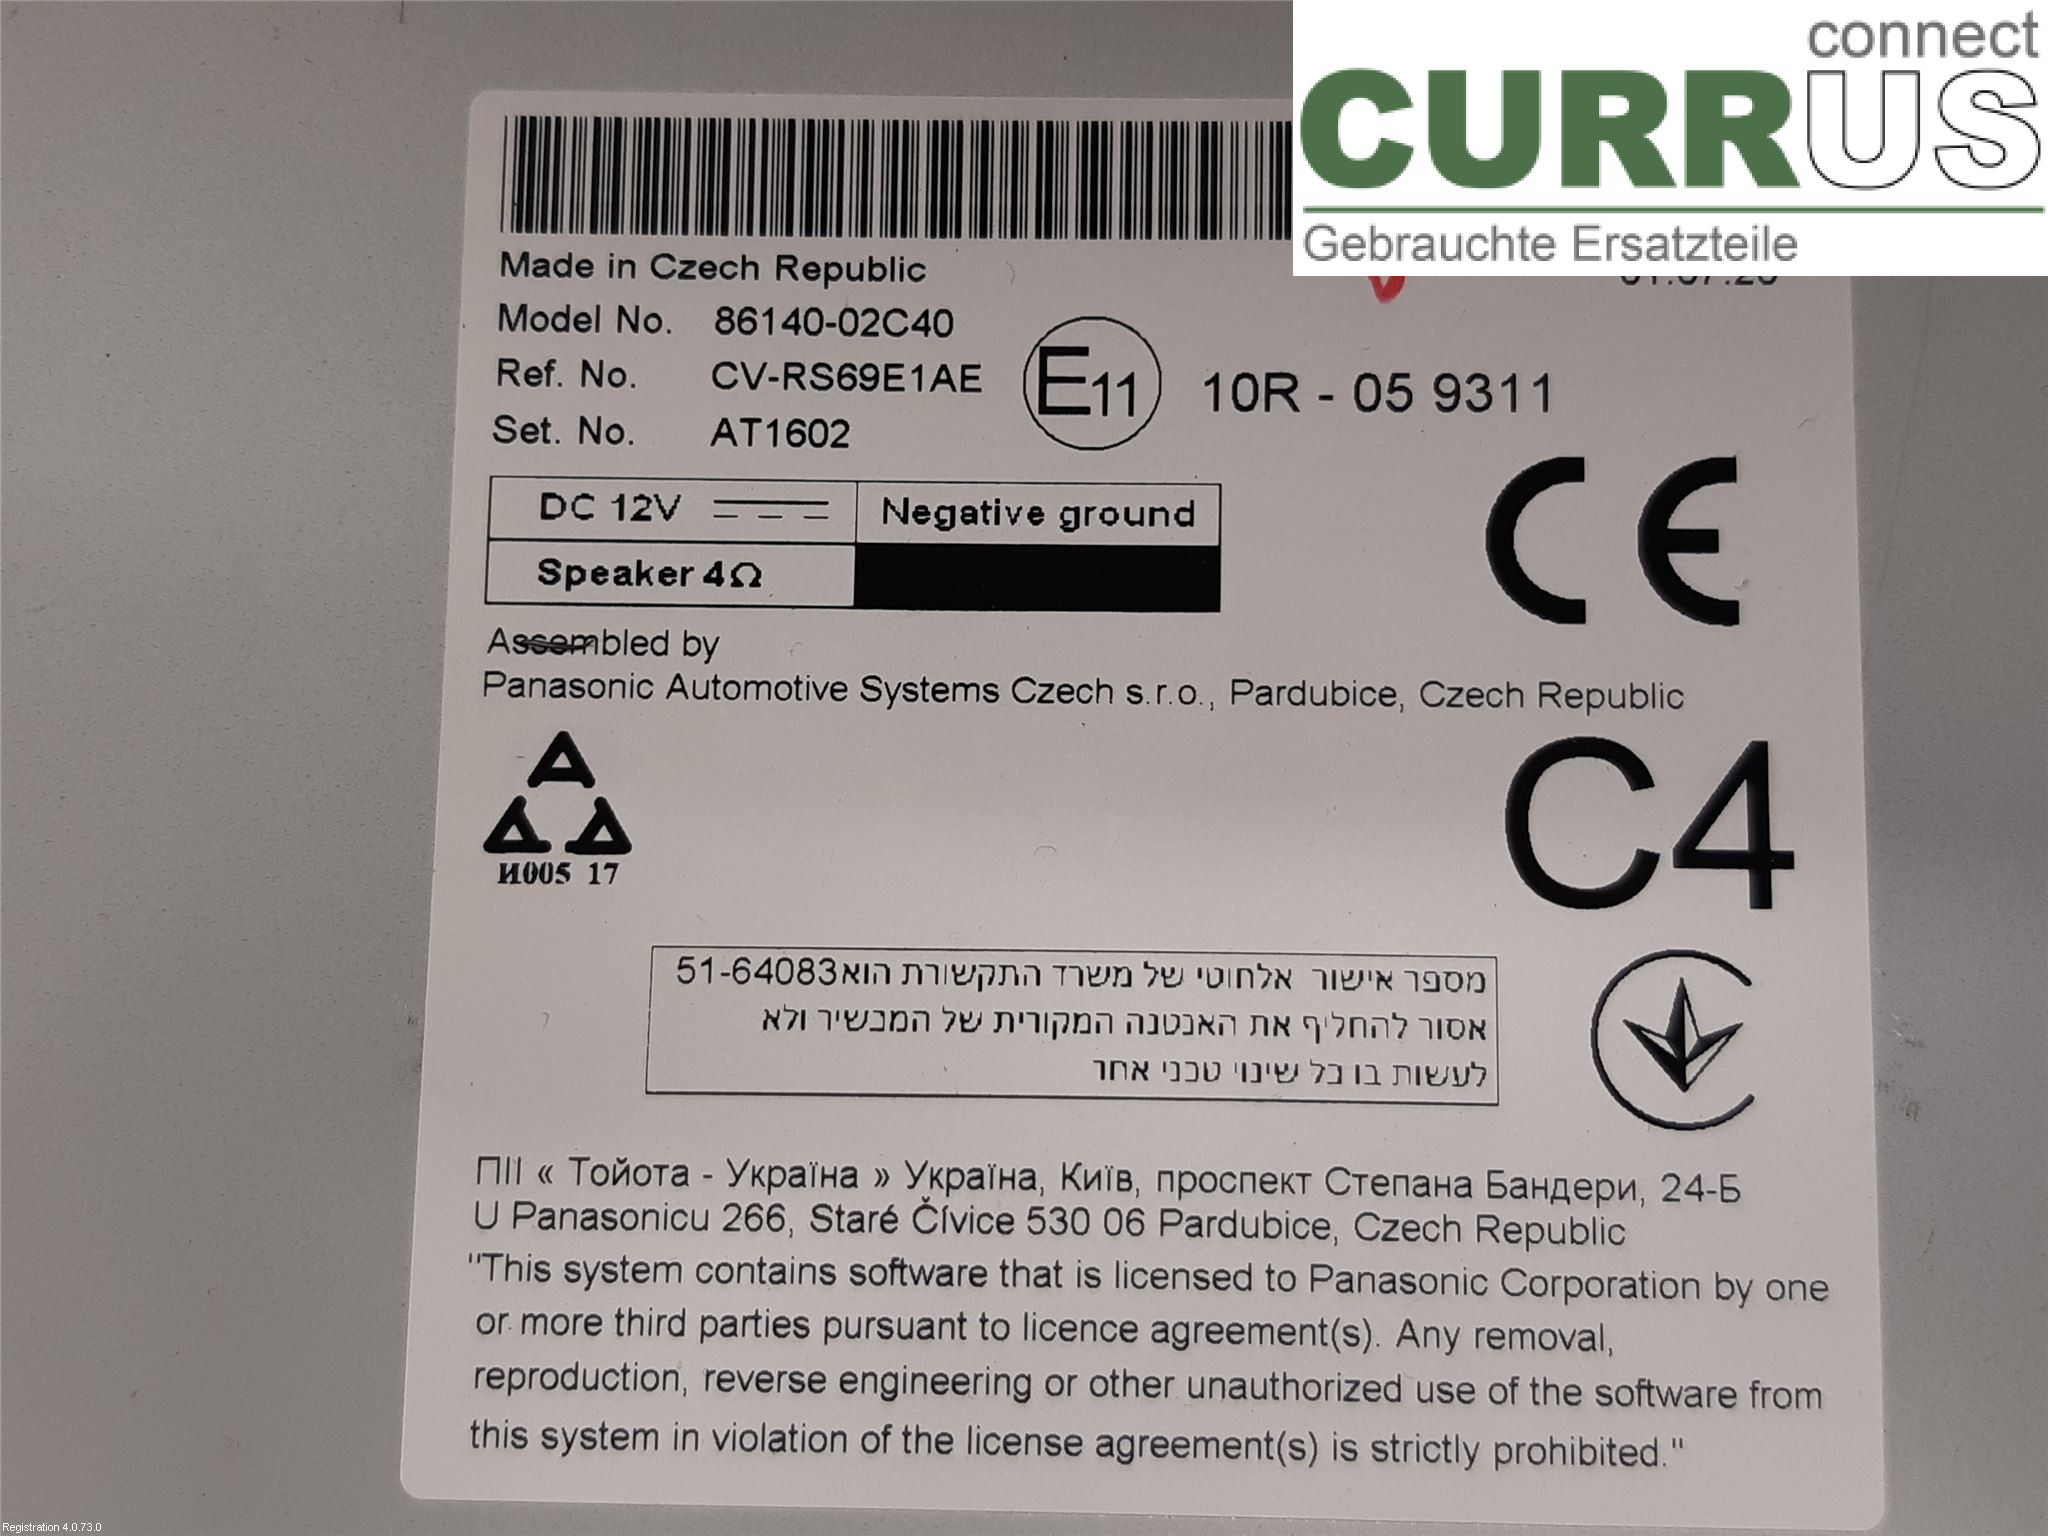 connect
CURRUS
Gebrauchte Ersatzteile
Made in Czech Republic
Model No. 86140-02C40
Ref. No. CV-RS69E1AE
Set. No. AT1602
E11 10R - 05 9311
DC 12V Negative ground
Speaker 4Ω
CE
Assembled by
Panasonic Automotive Systems Czech s.r.o., Pardubice, Czech Republic
И005 17
C4
מספר אישור אלחוטי של משרד התקשורת הוא51-64083
אסור להחליף את האנטנה המקורית של המכשיר ולא
לעשות בו כל שינוי טכני אחר
ПІІ « Тойота - Україна » Україна, Київ, проспект Степана Бандери, 24-Б
U Panasonicu 266, Staré Čívice 530 06 Pardubice, Czech Republic
"This system contains software that is licensed to Panasonic Corporation by one
or more third parties pursuant to licence agreement(s). Any removal,
reproduction, reverse engineering or other unauthorized use of the software from
this system in violation of the license agreement(s) is strictly prohibited."
Registration 4.0.73.0